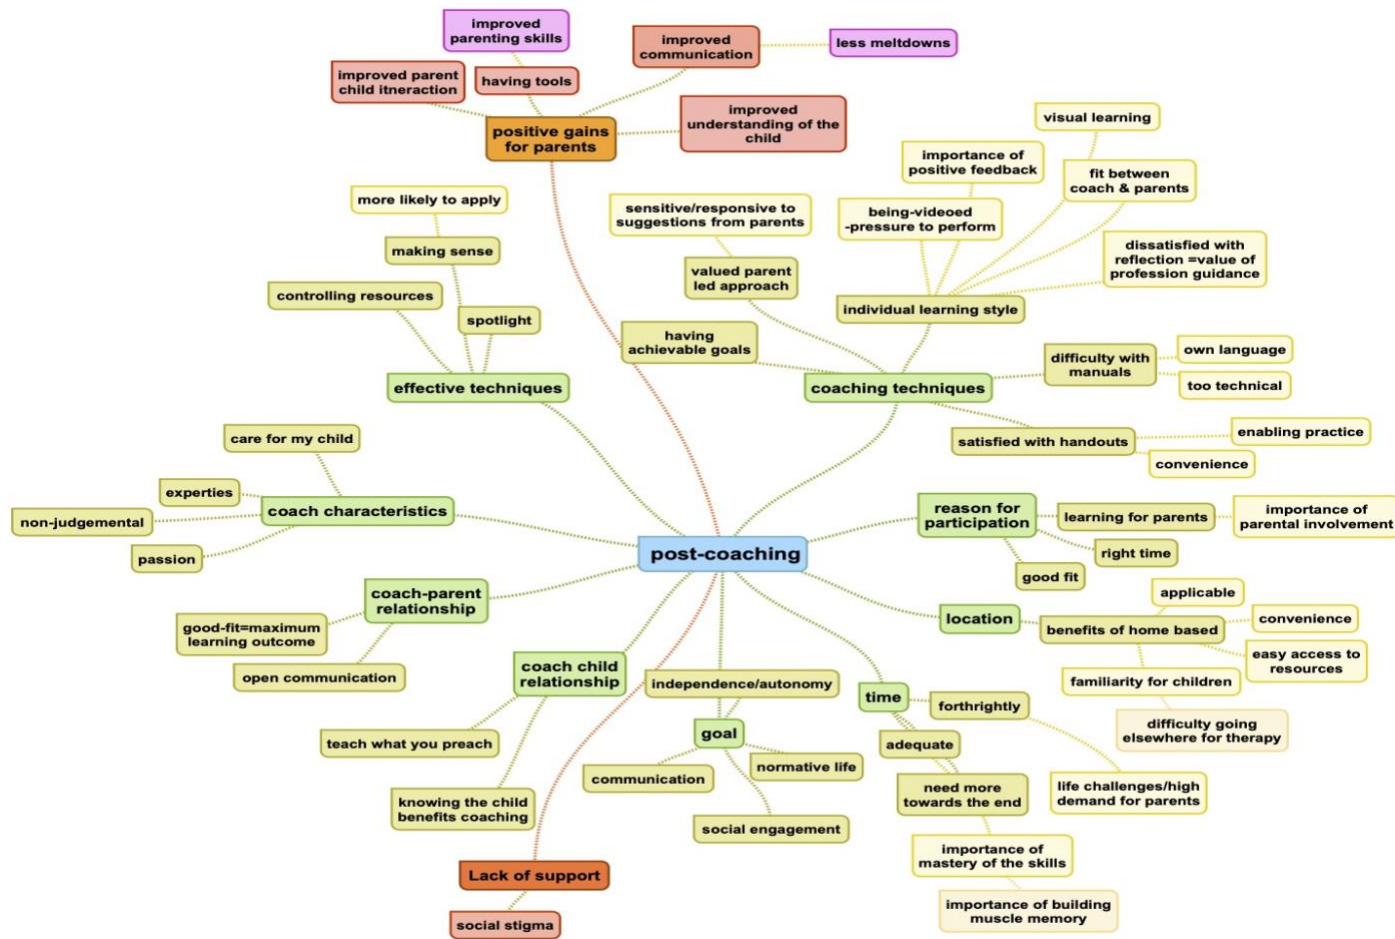 improved
parenting skills
improved
communication
less meltdowns
improved parent
child itneraction
having tools
improved
understanding of the
child
positive gains
for parents
visual learning
importance of
positive feedback
fit between
coach & parents
more likely to apply
sensitive/responsive to
suggestions from parents
being-videoed
-pressure to perform
dissatisfied with
reflection =value of
profession guidance
making sense
valued parent
led approach
controlling resources
spotlight
individual learning style
having
achievable goals
difficulty with
manuals
own language
too technical
effective techniques
coaching techniques
care for my child
satisfied with handouts
enabling practice
convenience
experties
coach characteristics
non-judgemental
passion
reason for
participation
learning for parents
importance of
parental involvement
right time
good fit
post-coaching
coach-parent
relationship
good-fit=maximum
learning outcome
open communication
location
benefits of home based
applicable
convenience
easy access to
resources
familiarity for children
difficulty going
elsewhere for therapy
coach child
relationship
independence/autonomy
time
forthrightly
teach what you preach
goal
adequate
communication
normative life
need more
towards the end
life challenges/high
demand for parents
knowing the child
benefits coaching
social engagement
importance of
mastery of the skills
Lack of support
importance of building
muscle memory
social stigma